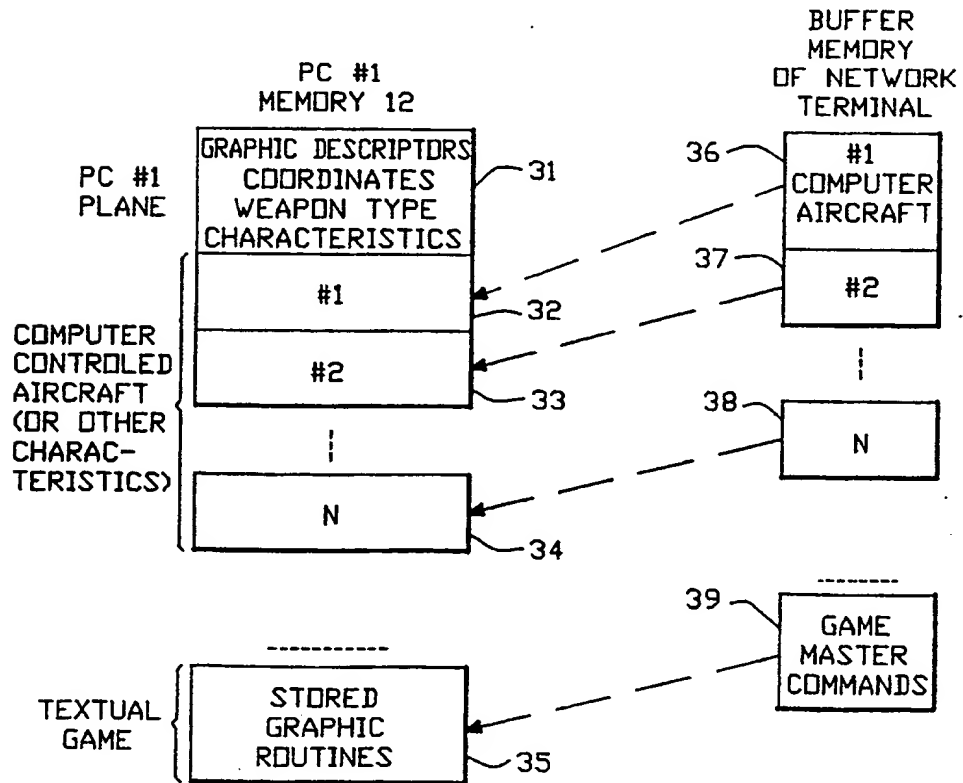 PC #1
MEMORY 12
BUFFER
MEMORY
OF NETWORK
TERMINAL
PC #1
PLANE
GRAPHIC DESCRIPTORS
COORDINATES
WEAPON TYPE
CHARACTERISTICS
31
36
#1
COMPUTER
AIRCRAFT
COMPUTER
CONTROLED
AIRCRAFT
(OR OTHER
CHARAC-
TERISTICS)
#1
32
37
#2
#2
33
38
N
N
34
39
GAME
MASTER
COMMANDS
TEXTUAL
GAME
STORED
GRAPHIC
ROUTINES
35